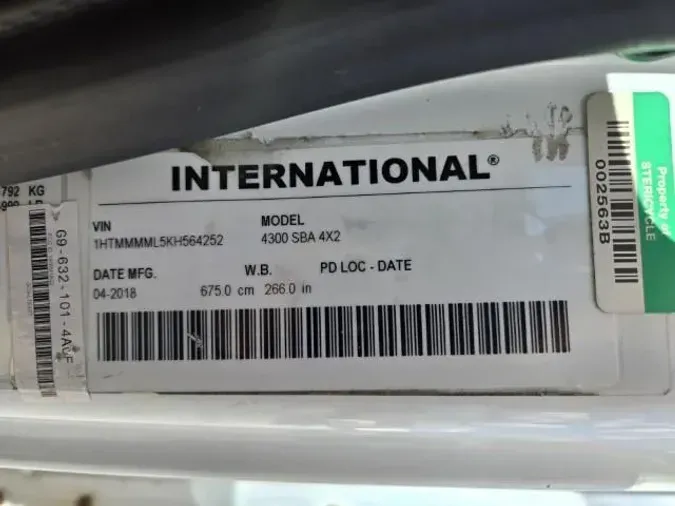 INTERNATIONAL®
792 KG
VIN
MODEL
1HTMMMML5KH564252
4300 SBA 4X2
DATE MFG.
W.B.
PD LOC - DATE
04-2018
675.0 cm 266.0 in
G9-632-101-4
Property of
STERICYCLE
002563B